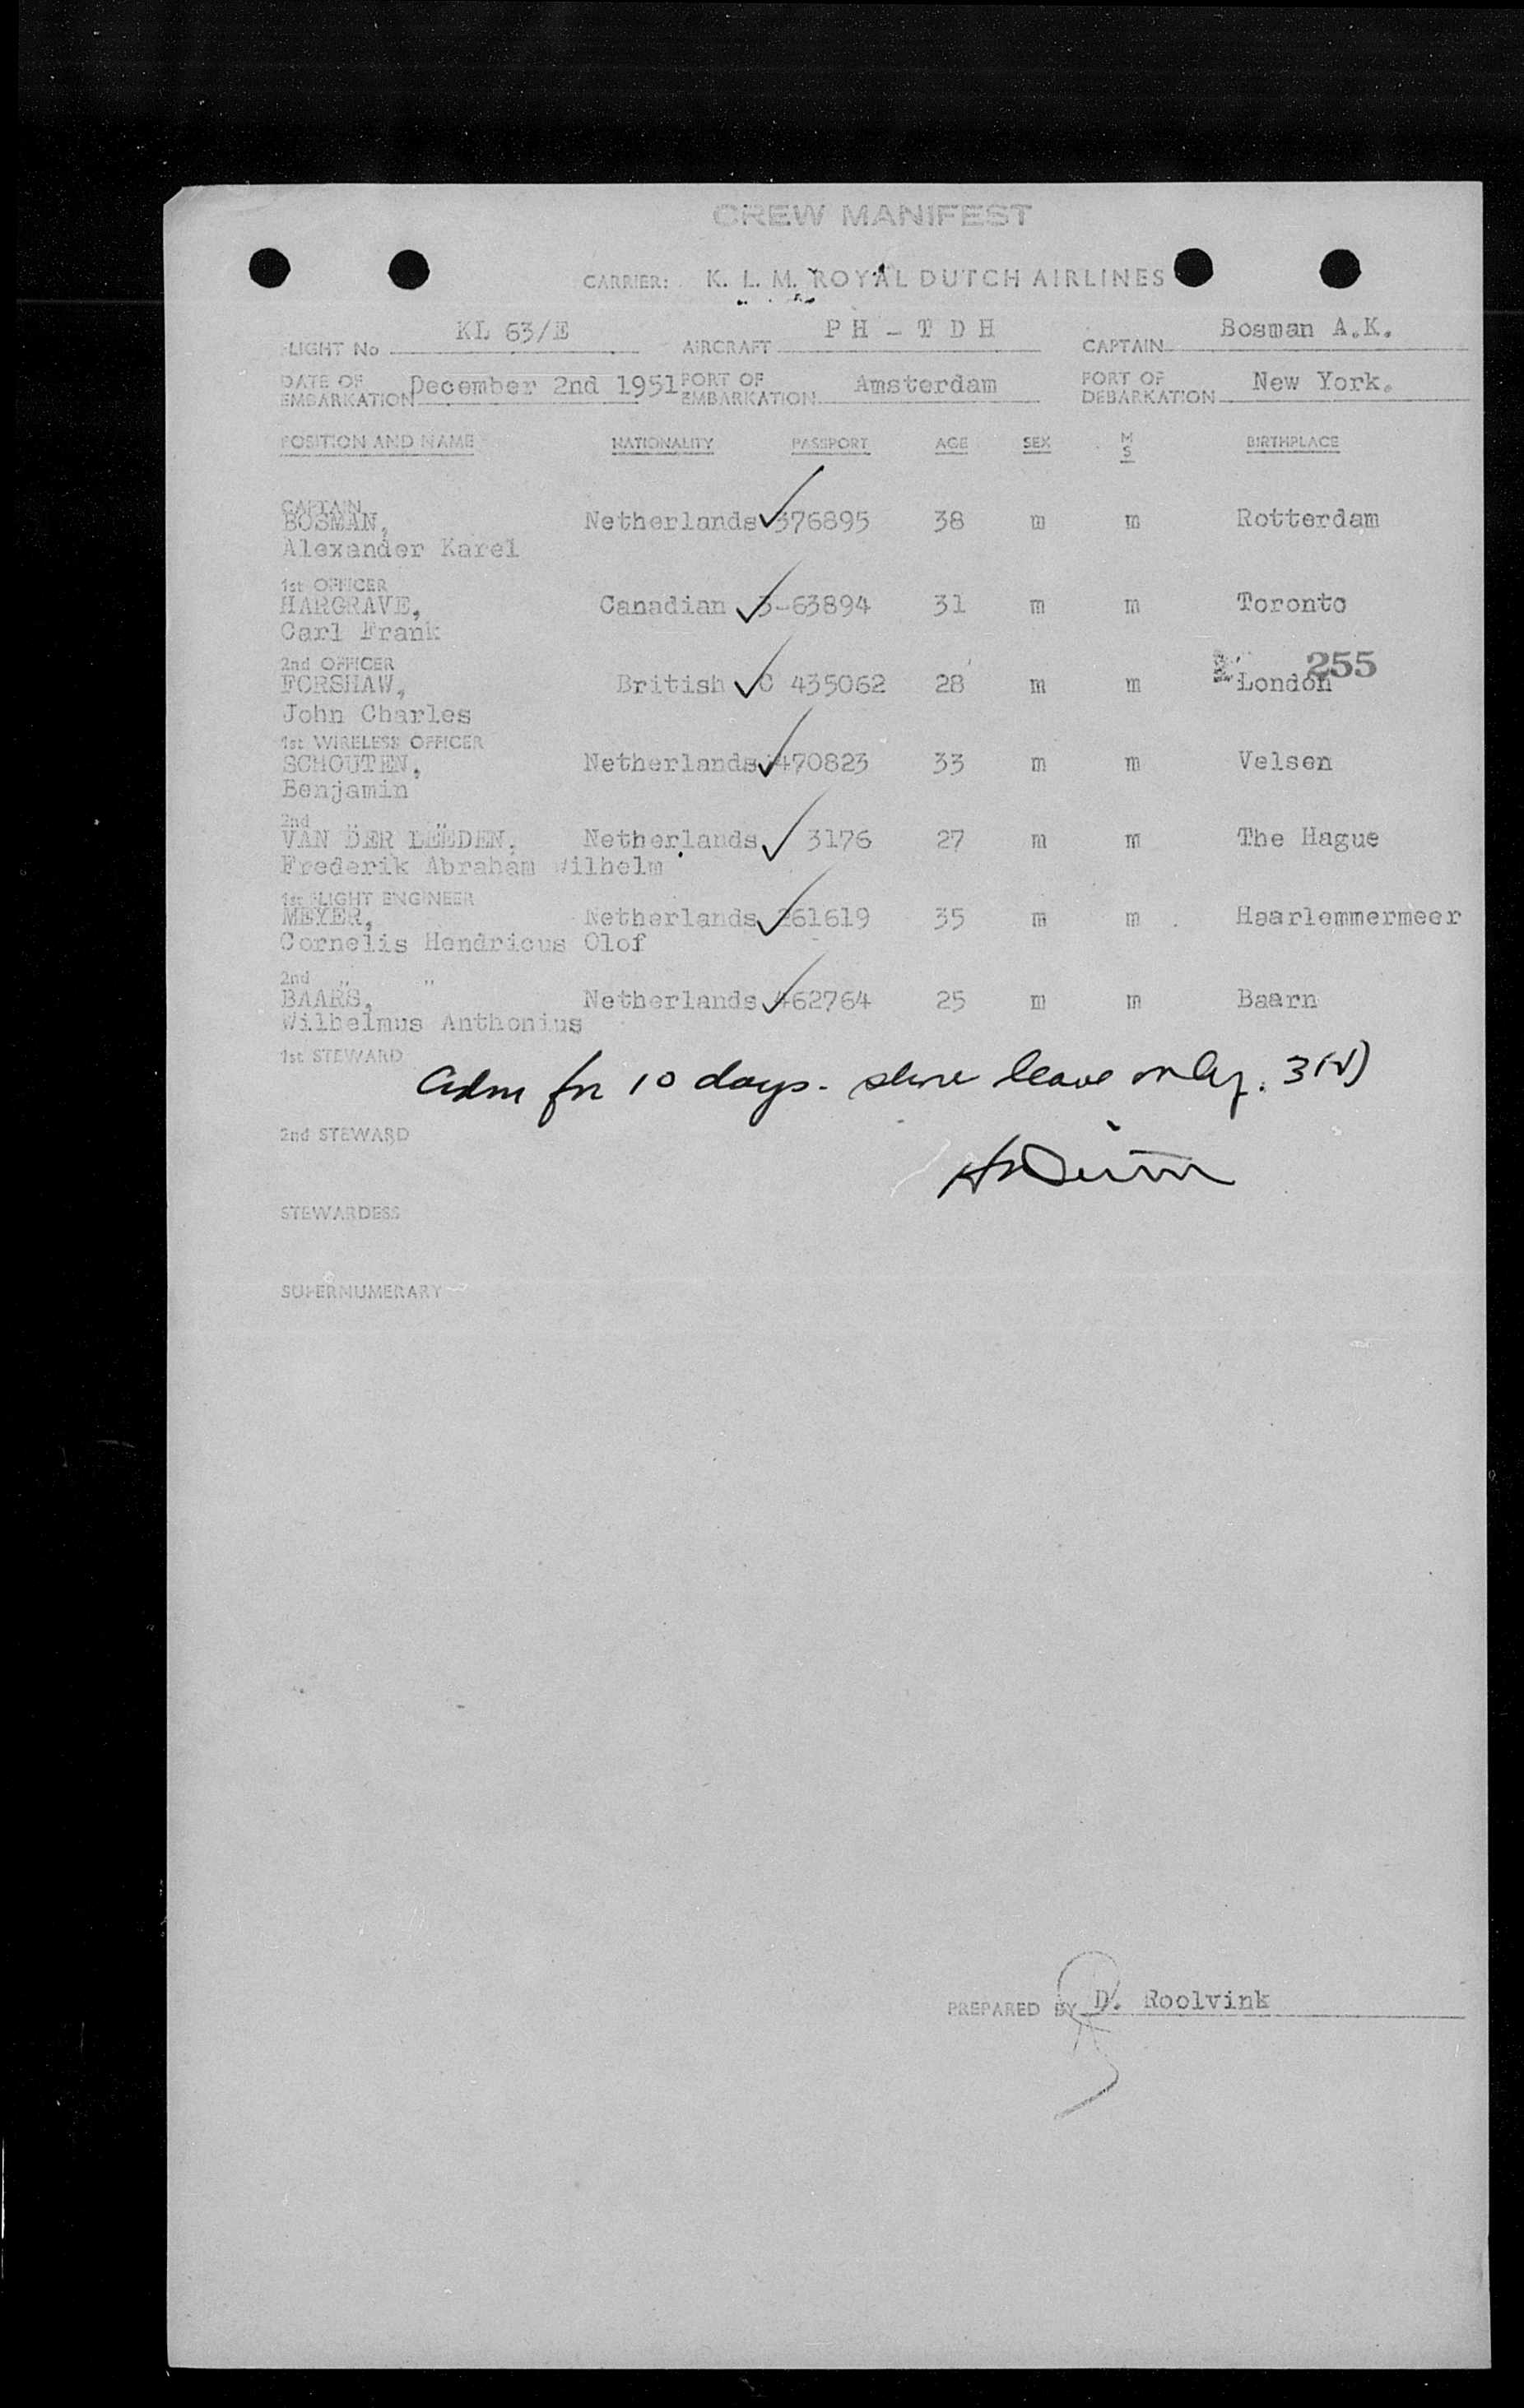 CREW MANIFEST
CARRIER: K. L. M. ROYAL DUTCH AIRLINES
FLIGHT No KL 63/E AIRCRAFT PH - TDH CAPTAIN Bosman A.K.
DATE OF EMBARKATION December 2nd 1951 PORT OF EMBARKATION Amsterdam PORT OF DEBARKATION New York.
POSITION AND NAME NATIONALITY PASSPORT AGE SEX M S BIRTHPLACE
CAPTAIN
BOSMAN, Netherlands 376895 38 m m Rotterdam
Alexander Karel
1st OFFICER
HARGRAVE, Canadian 3-63894 31 m m Toronto
Carl Frank
2nd OFFICER 255
FORSHAW, British C 435062 28 m m London
John Charles
1st WIRELESS OFFICER
SCHOUTEN, Netherlands 470823 33 m m Velsen
Benjamin
2nd " "
VAN DER LEEDEN, Netherlands 3176 27 m m The Hague
Frederik Abraham Wilhelm
1st FLIGHT ENGINEER
MEYER, Netherlands 261619 35 m m Haarlemmermeer
Cornelis Hendricus Olof
2nd " "
BAARS, Netherlands 462764 25 m m Baarn
Wilhelmus Anthonius
1st STEWARD
Adm for 10 days - shore leave only.
2nd STEWARD
STEWARDESS
SUPERNUMERARY
PREPARED BY D. Roolvink